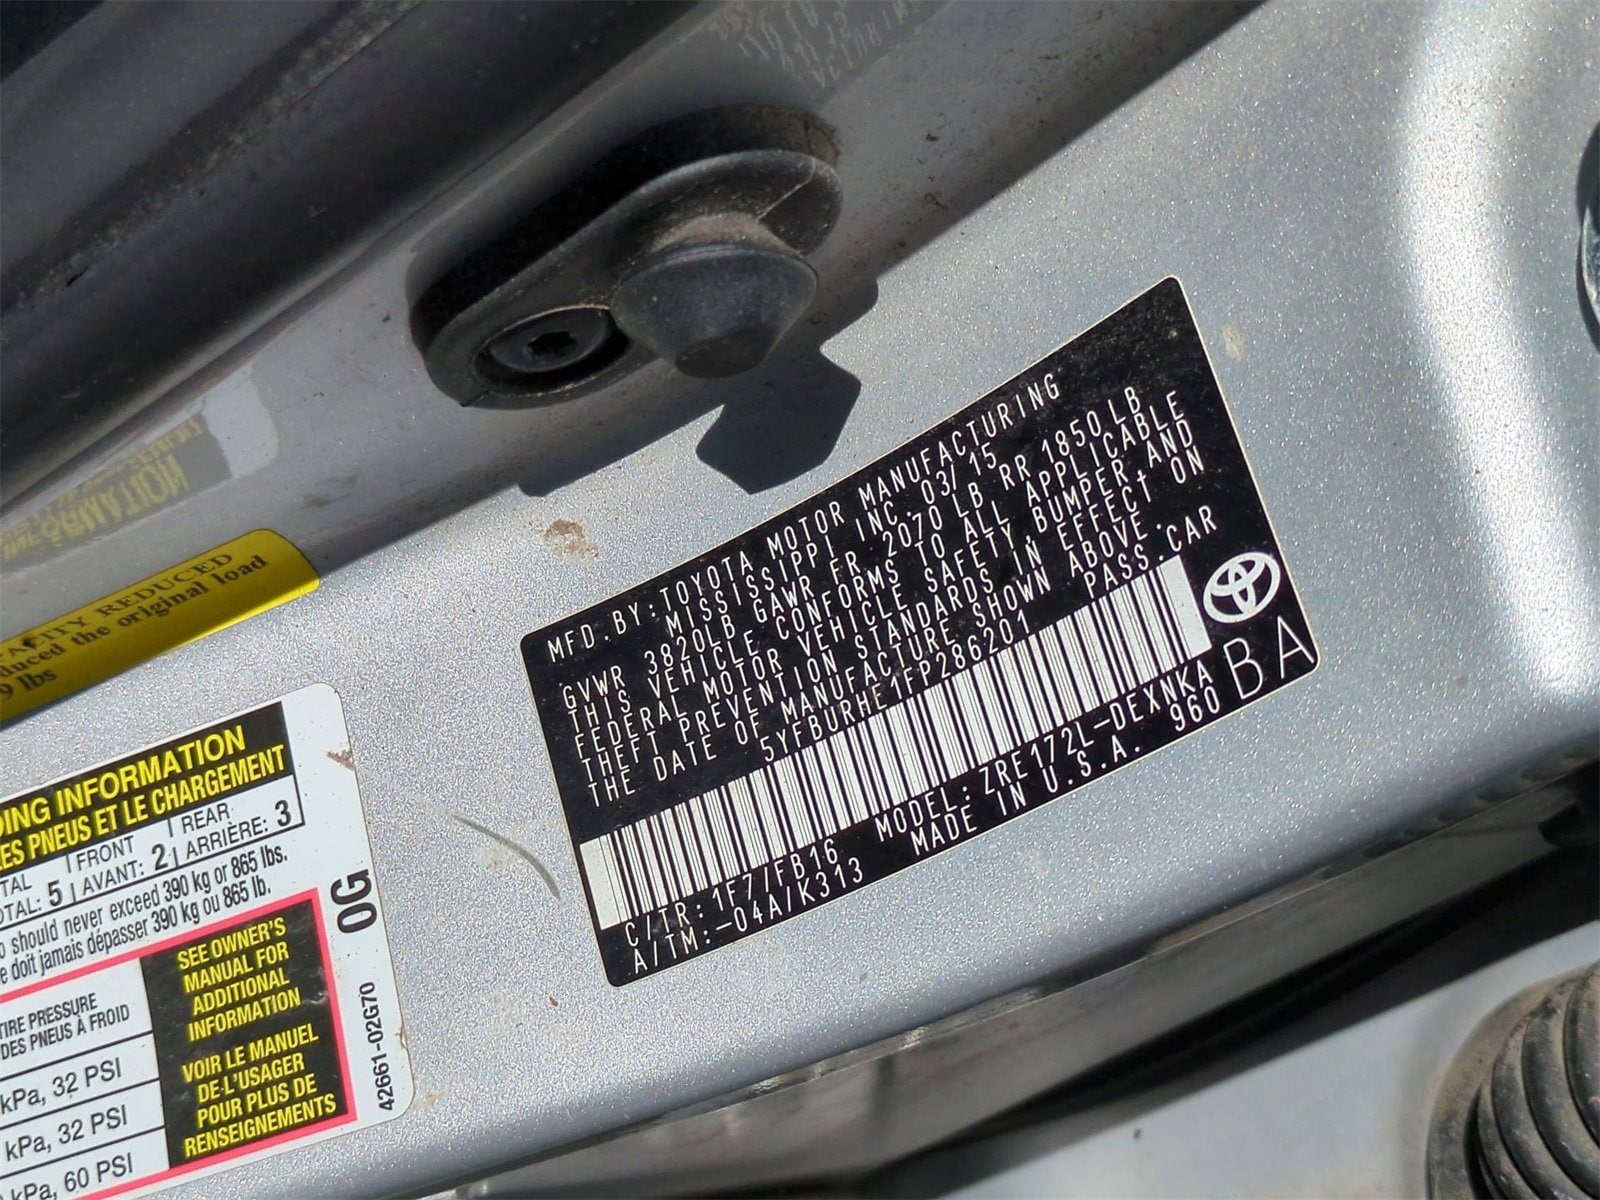 MFD.BY:TOYOTA MOTOR MANUFACTURING
MISSISSIPPI INC. 03/15
GVWR 3820LB GAWR FR 2070 LB RR 1850LB
THIS VEHICLE CONFORMS TO ALL APPLICABLE
FEDERAL MOTOR VEHICLE SAFETY,BUMPER,AND
THEFT PREVENTION STANDARDS IN EFFECT ON
THE DATE OF MANUFACTURE SHOWN ABOVE.
5YFBURHE1FP286201 PASS.CAR
C/TR:1F7/FB16 MODEL:ZRE172L-DEXNKA
A/TM:-04A/K313 MADE IN U.S.A. 960
BA
REDUCED
the original load
lbs
INFORMATION
PNEUS ET LE CHARGEMENT
FRONT REAR
5 AVANT: 2 ARRIÈRE: 3
should never exceed 390 kg or 865 lbs.
doit jamais dépasser 390 kg ou 865 lb.
TIRE PRESSURE
DES PNEUS À FROID
kPa, 32 PSI
kPa, 32 PSI
kPa, 60 PSI
SEE OWNER'S
MANUAL FOR
ADDITIONAL
INFORMATION
VOIR LE MANUEL
DE L'USAGER
POUR PLUS DE
RENSEIGNEMENTS
0G
42661-02G70